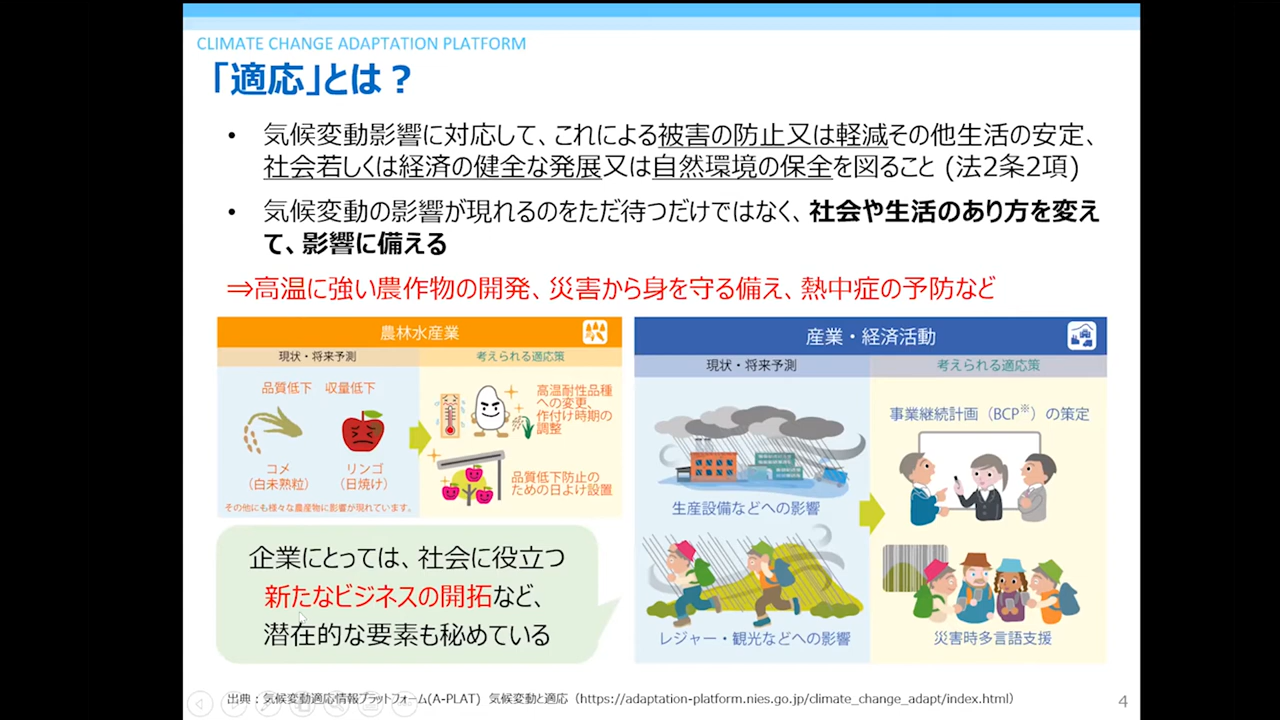 CLIMATE CHANGE ADAPTATION PLATFORM
「適応」とは？
• 気候変動影響に対応して、これによる被害の防止又は軽減その他生活の安定、
社会若しくは経済の健全な発展又は自然環境の保全を図ること (法2条2項)
• 気候変動の影響が現れるのをただ待つだけではなく、社会や生活のあり方を変え
て、影響に備える
⇒高温に強い農作物の開発、災害から身を守る備え、熱中症の予防など
農林水産業
現状・将来予測
考えられる適応策
品質低下 収量低下
コメ
（白未熟粒）
リンゴ
（日焼け）
その他にも様々な農産物に影響が現れています。
高温耐性品種
への変更、
作付け時期の
調整
品質低下防止の
ための日よけ設置
産業・経済活動
現状・将来予測
考えられる適応策
生産設備などへの影響
レジャー・観光などへの影響
事業継続計画（BCP※）の策定
災害時多言語支援
企業にとっては、社会に役立つ
新たなビジネスの開拓など、
潜在的な要素も秘めている
出典：気候変動適応情報プラットフォーム(A-PLAT) 気候変動と適応（https://adaptation-platform.nies.go.jp/climate_change_adapt/index.html）
4